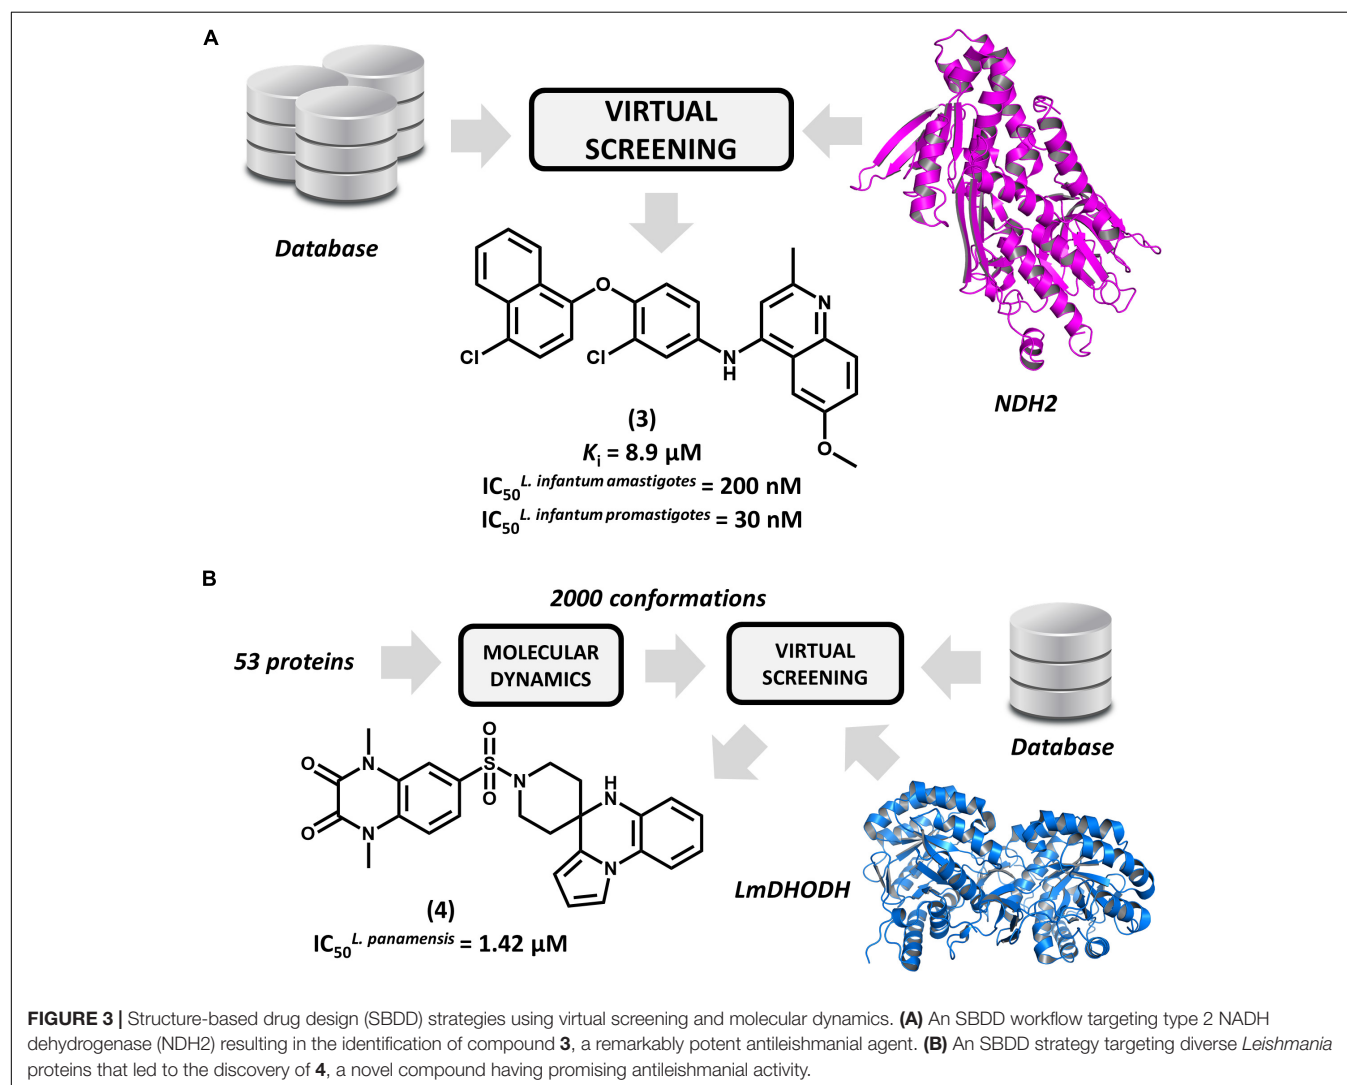 A
VIRTUAL
SCREENING
Database
NDH2
O
Cl
Cl
N
H
N
O
(3)
Ki = 8.9 µM
IC50 L. infantum amastigotes = 200 nM
IC50 L. infantum promastigotes = 30 nM
B
2000 conformations
53 proteins
MOLECULAR
DYNAMICS
VIRTUAL
SCREENING
Database
O
O
N
N
O
S
O
N
H
N
N
LmDHODH
(4)
IC50 L. panamensis = 1.42 µM
FIGURE 3 | Structure-based drug design (SBDD) strategies using virtual screening and molecular dynamics. (A) An SBDD workflow targeting type 2 NADH
dehydrogenase (NDH2) resulting in the identification of compound 3, a remarkably potent antileishmanial agent. (B) An SBDD strategy targeting diverse Leishmania
proteins that led to the discovery of 4, a novel compound having promising antileishmanial activity.